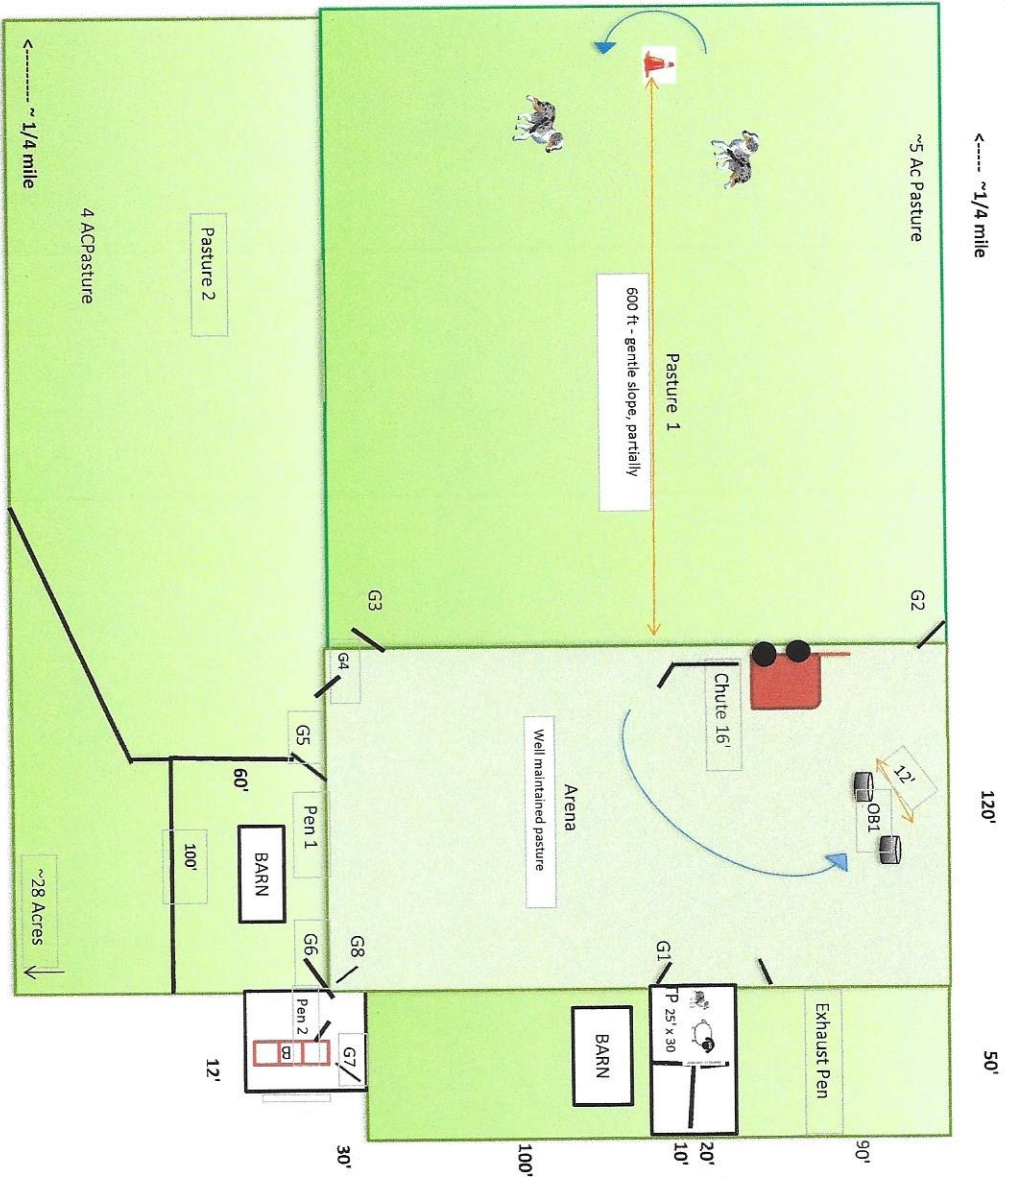 <---- ~1/4 mile
120'
50'
~5 Ac Pasture
G2
OB1
12'
Exhaust Pen
90'
Chute 16'
Pasture 1
600 ft - gentle slope, partially
G1
TP 25' x 30
20'
10'
BARN
Arena
Well maintained pasture
100'
G3
G4
G8
G7
30'
G5
Pen 1
G6
Pen 2
BARN
60'
100'
12'
Pasture 2
4 ACPasture
<--------- ~ 1/4 mile
~28 Acres